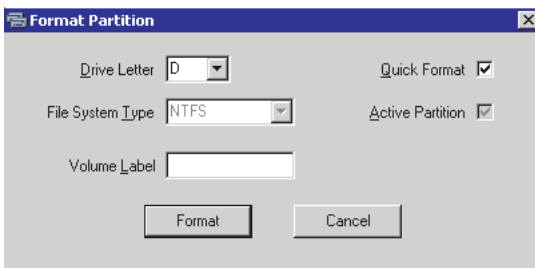 Format Partition
Drive Letter D Quick Format
File System Type NTFS Active Partition
Volume Label
Format Cancel